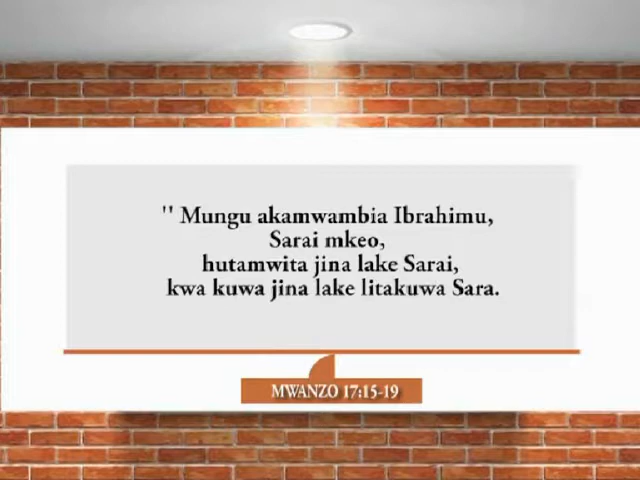 " Mungu akamwambia Ibrahimu,
Sarai mkeo,
hutamwita jina lake Sarai,
kwa kuwa jina lake litakuwa Sara.
MWANZO 17:15-19